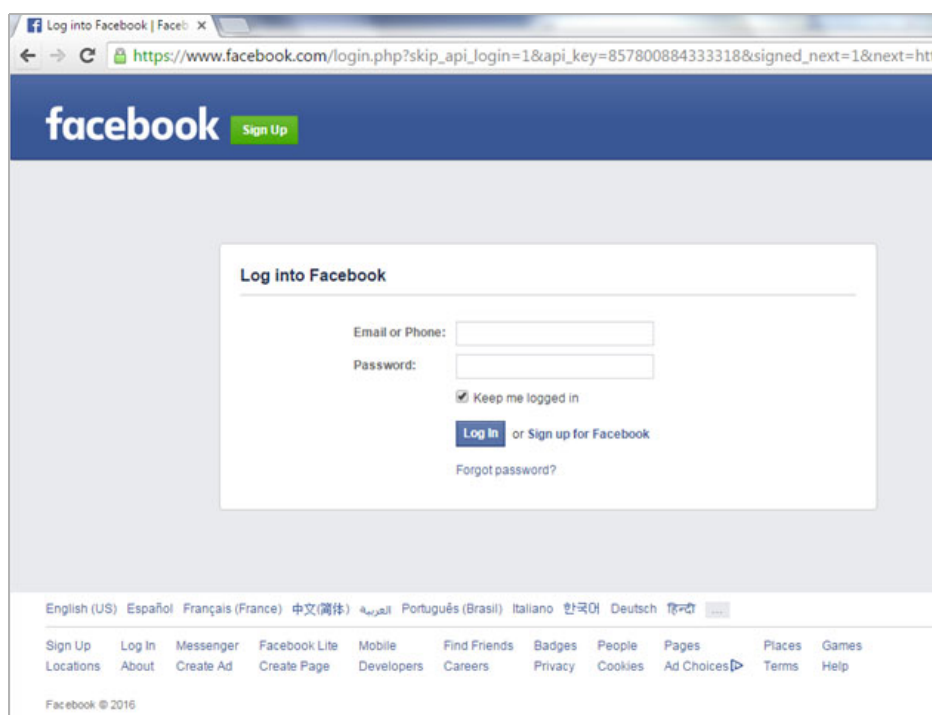 Log into Facebook | Faceb
https://www.facebook.com/login.php?skip_api_login=1&api_key=857800884333318&signed_next=1&next=htt
facebook Sign Up
Log into Facebook
Email or Phone:
Password:
Keep me logged in
Log In or Sign up for Facebook
Forgot password?
English (US) Español Français (France) 中文(简体) العربية Português (Brasil) Italiano 한국어 Deutsch हिन्दी ...
Sign Up Log In Messenger Facebook Lite Mobile Find Friends Badges People Pages Places Games
Locations About Create Ad Create Page Developers Careers Privacy Cookies Ad Choices Terms Help
Facebook © 2016